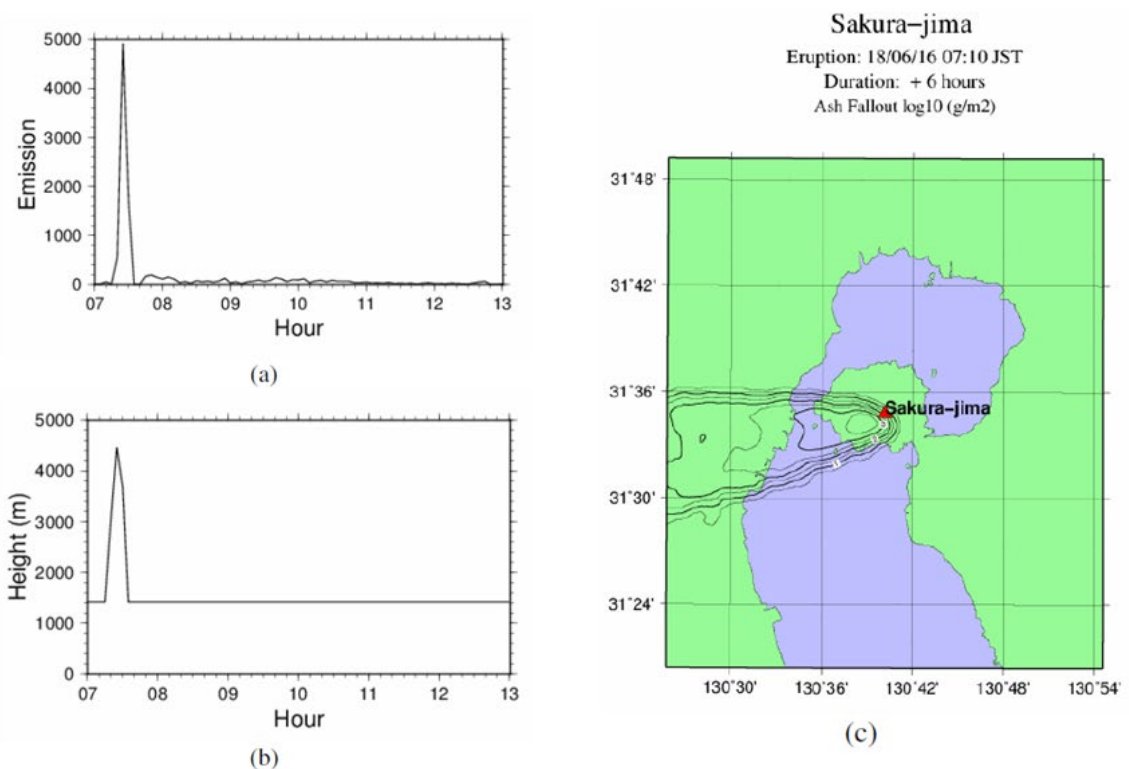 5000
4000
3000
2000
1000
0
Emission
07 08 09 10 11 12 13
Hour
(a)
5000
4000
3000
2000
1000
0
Height (m)
07 08 09 10 11 12 13
Hour
(b)
Sakura–jima
Eruption: 18/06/16 07:10 JST
Duration: + 6 hours
Ash Fallout log10 (g/m2)
31°48'
31°42'
31°36'
31°30'
31°24'
Sakura–jima
130°30' 130°36' 130°42' 130°48' 130°54'
(c)